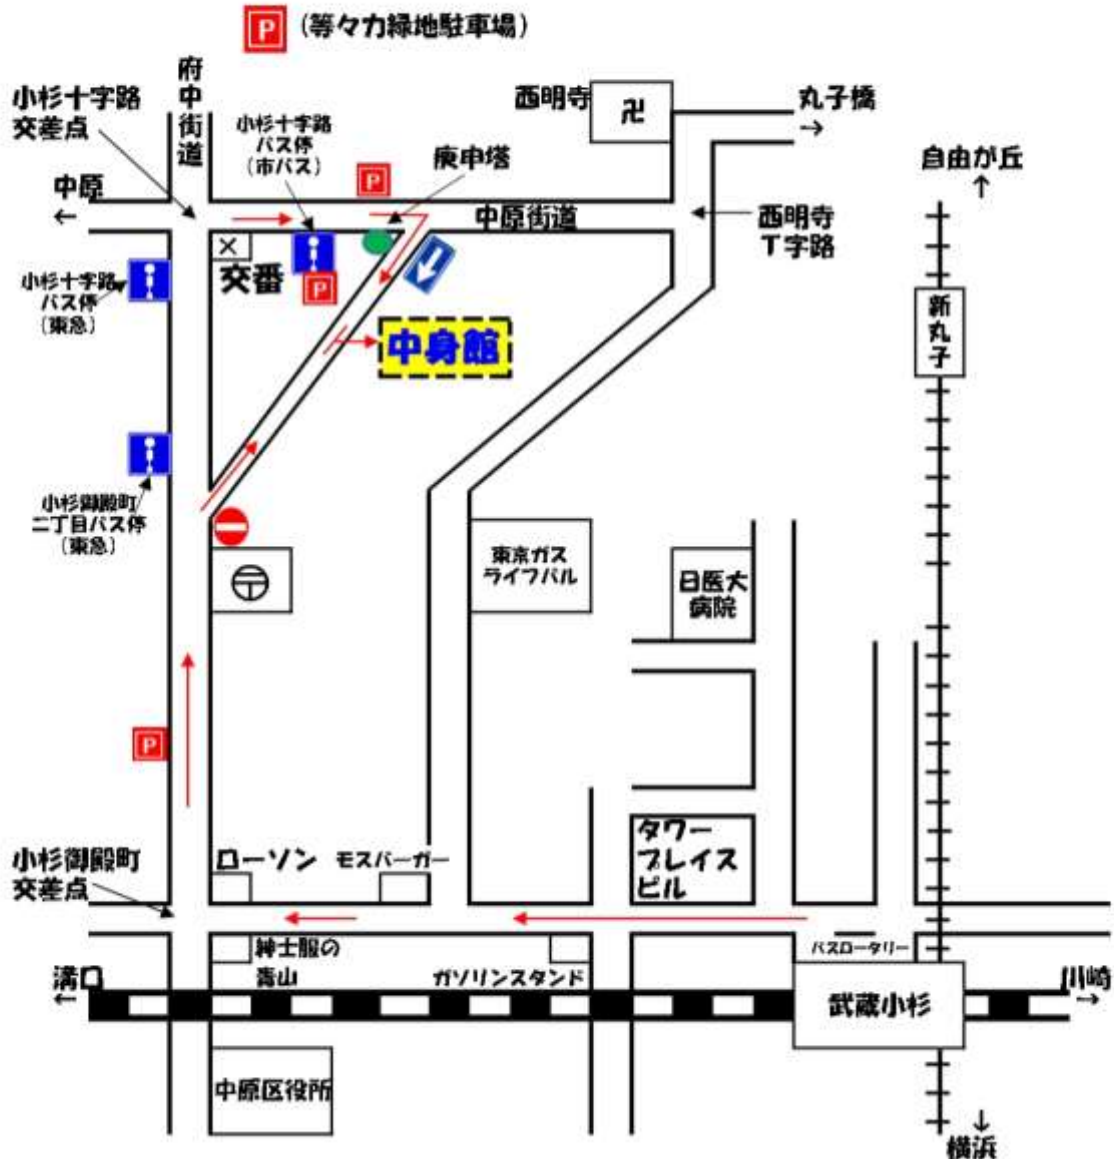 P
(等々力緑地駐車場)
府中街道
小杉十字路
交差点
小杉十字路
バス停
(市バス)
西明寺
卍
丸子橋
→
P
庚申塔
自由が丘
↑
中原
←
中原街道
西明寺
T字路
交番
P
小杉十字路
バス停
(東急)
新丸子
中身館
小杉御殿町
二丁目バス停
(東急)
〒
東京ガス
ライフバル
日医大
病院
P
タワー
プレイス
ビル
小杉御殿町
交差点
ローソン
モスバーガー
紳士服の
青山
ガソリンスタンド
バスロータリー
溝口
←
武蔵小杉
川崎
→
中原区役所
↓
横浜